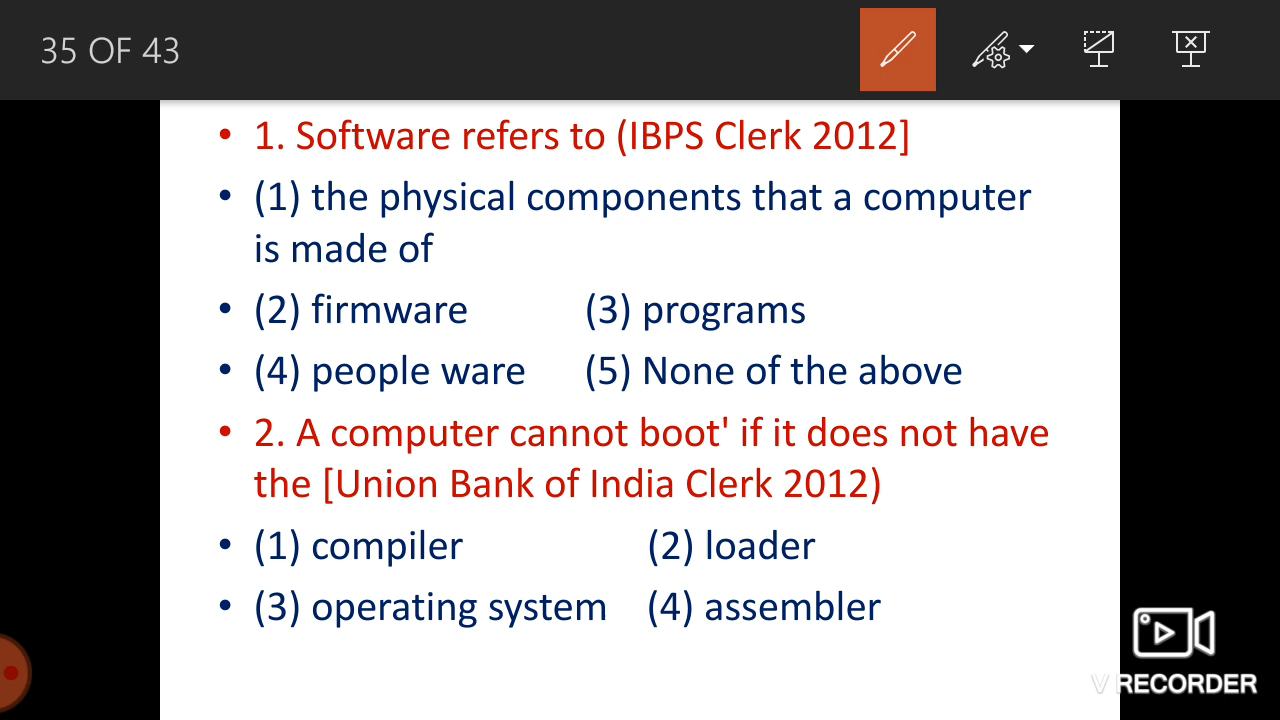 35 OF 43
• 1. Software refers to (IBPS Clerk 2012]
• (1) the physical components that a computer
is made of
• (2) firmware (3) programs
• (4) people ware (5) None of the above
• 2. A computer cannot boot' if it does not have
the [Union Bank of India Clerk 2012)
• (1) compiler (2) loader
• (3) operating system (4) assembler
V RECORDER